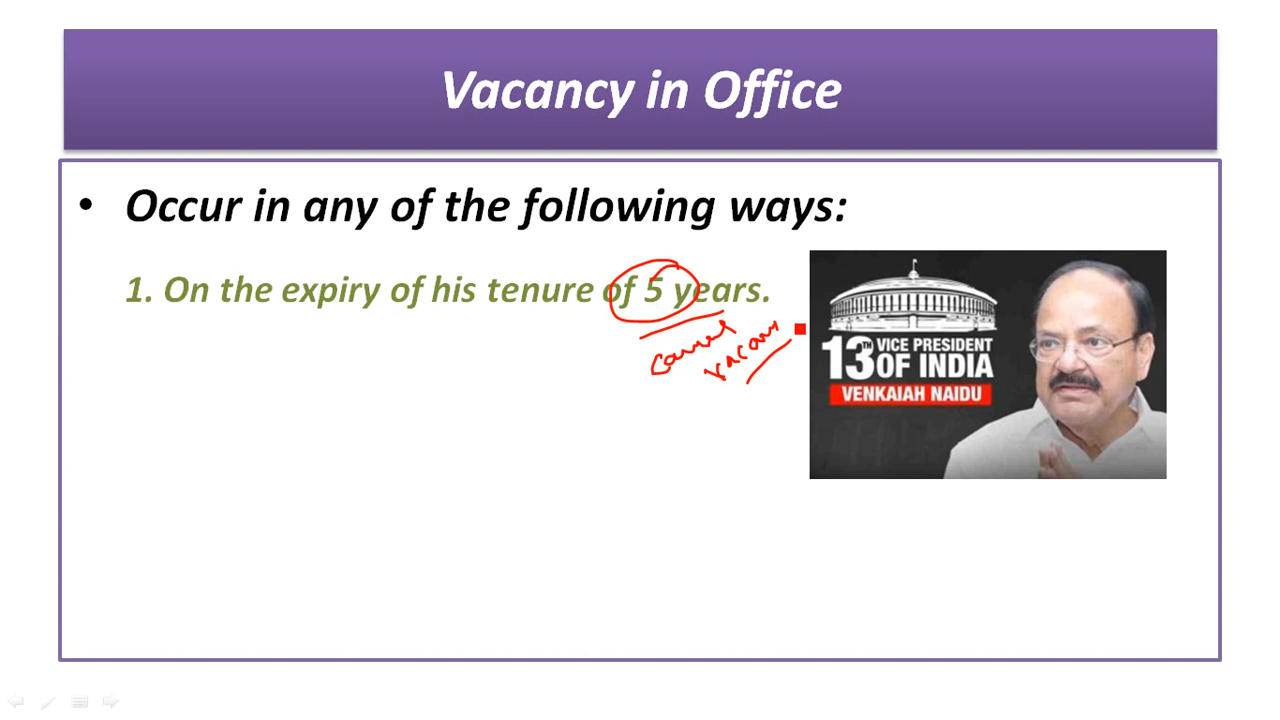 Vacancy in Office
• Occur in any of the following ways:
1. On the expiry of his tenure of 5 years.
13TH VICE PRESIDENT
OF INDIA
VENKAIAH NAIDU